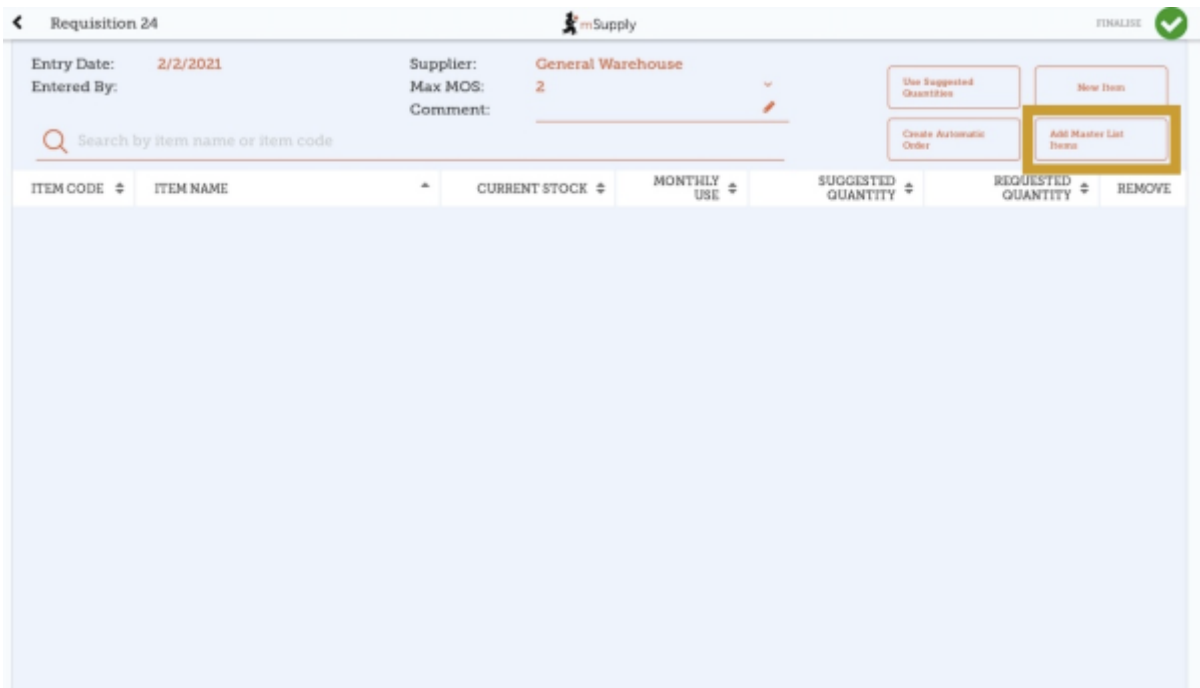 Requisition 24
mSupply
FINALISE
Entry Date: 2/2/2021
Supplier: General Warehouse
Entered By:
Max MOS: 2
Comment:
Use Suggested
Quantities
New Item
Search by item name or item code
Create Automatic
Order
Add Master List
Items
ITEM CODE ITEM NAME CURRENT STOCK MONTHLY USE SUGGESTED QUANTITY REQUESTED QUANTITY REMOVE